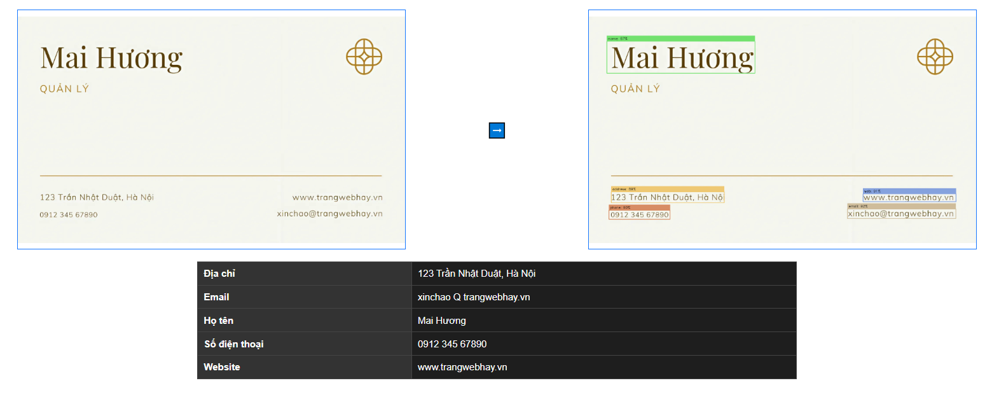 Mai Hương
QUẢN LÝ
123 Trần Nhật Duật, Hà Nội
www.trangwebhay.vn
0912 345 67890
xinchao@trangwebhay.vn
→
name: 87%
Mai Hương
QUẢN LÝ
address: 89%
123 Trần Nhật Duật, Hà Nội
web: 91%
www.trangwebhay.vn
phone: 90%
0912 345 67890
email: 92%
xinchao@trangwebhay.vn
Địa chỉ 123 Trần Nhật Duật, Hà Nội
Email xinchao Q trangwebhay.vn
Họ tên Mai Hương
Số điện thoại 0912 345 67890
Website www.trangwebhay.vn